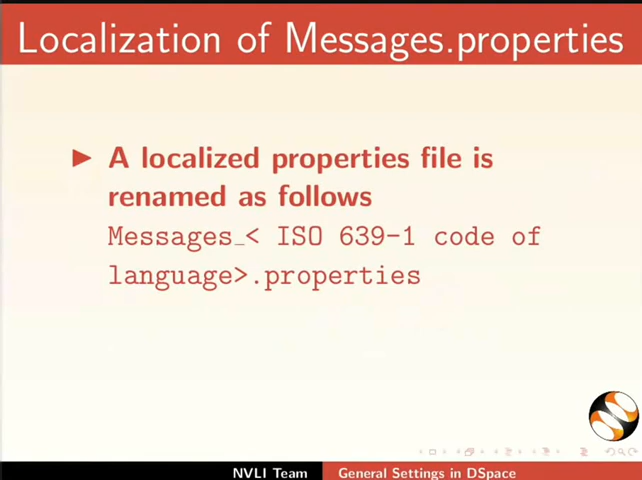 Localization of Messages.properties
A localized properties file is
renamed as follows
Messages_< ISO 639-1 code of
language>.properties
NVLI Team
General Settings in DSpace